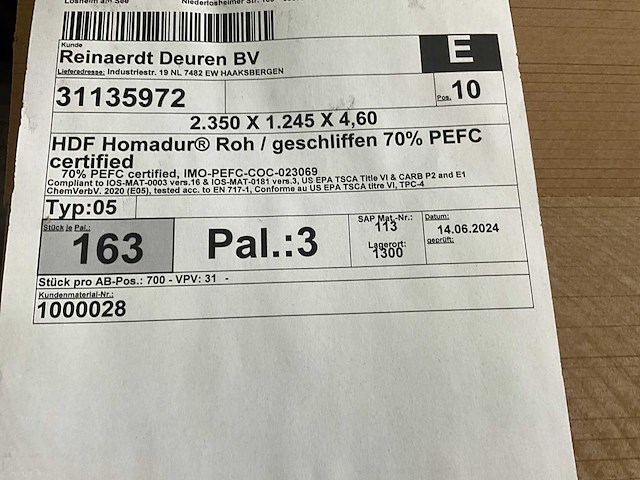 Losheim am See Niederlosheimer Str.
Kunde
Reinaerdt Deuren BV
E
Lieferadresse: Industriestr. 19 NL 7482 EW HAAKSBERGEN
31135972
Pos. 10
2.350 X 1.245 X 4,60
HDF Homadur® Roh / geschliffen 70% PEFC
certified
70% PEFC certified, IMO-PEFC-COC-023069
Compliant to IOS-MAT-0003 vers.16 & IOS-MAT-0181 vers.3, US EPA TSCA Title VI & CARB P2 and E1
ChemVerbV. 2020 (E05), tested acc. to EN 717-1, Conforme au US EPA TSCA titre VI, TPC-4
Typ:05
Stück je Pal.:
163
Pal.:3
SAP Mat.-Nr.:
113
Lagerort:
1300
Datum:
14.06.2024
geprüft:
Stück pro AB-Pos.: 700 - VPV: 31 -
Kundenmaterial-Nr.:
1000028